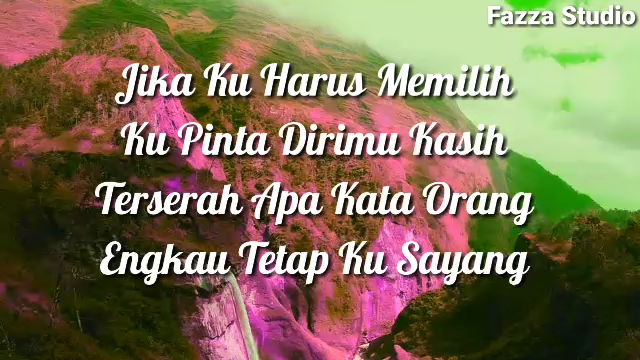 Fazza Studio
Jika Ku Harus Memilih
Ku Pinta Dirimu Kasih
Terserah Apa Kata Orang
Engkau Tetap Ku Sayang